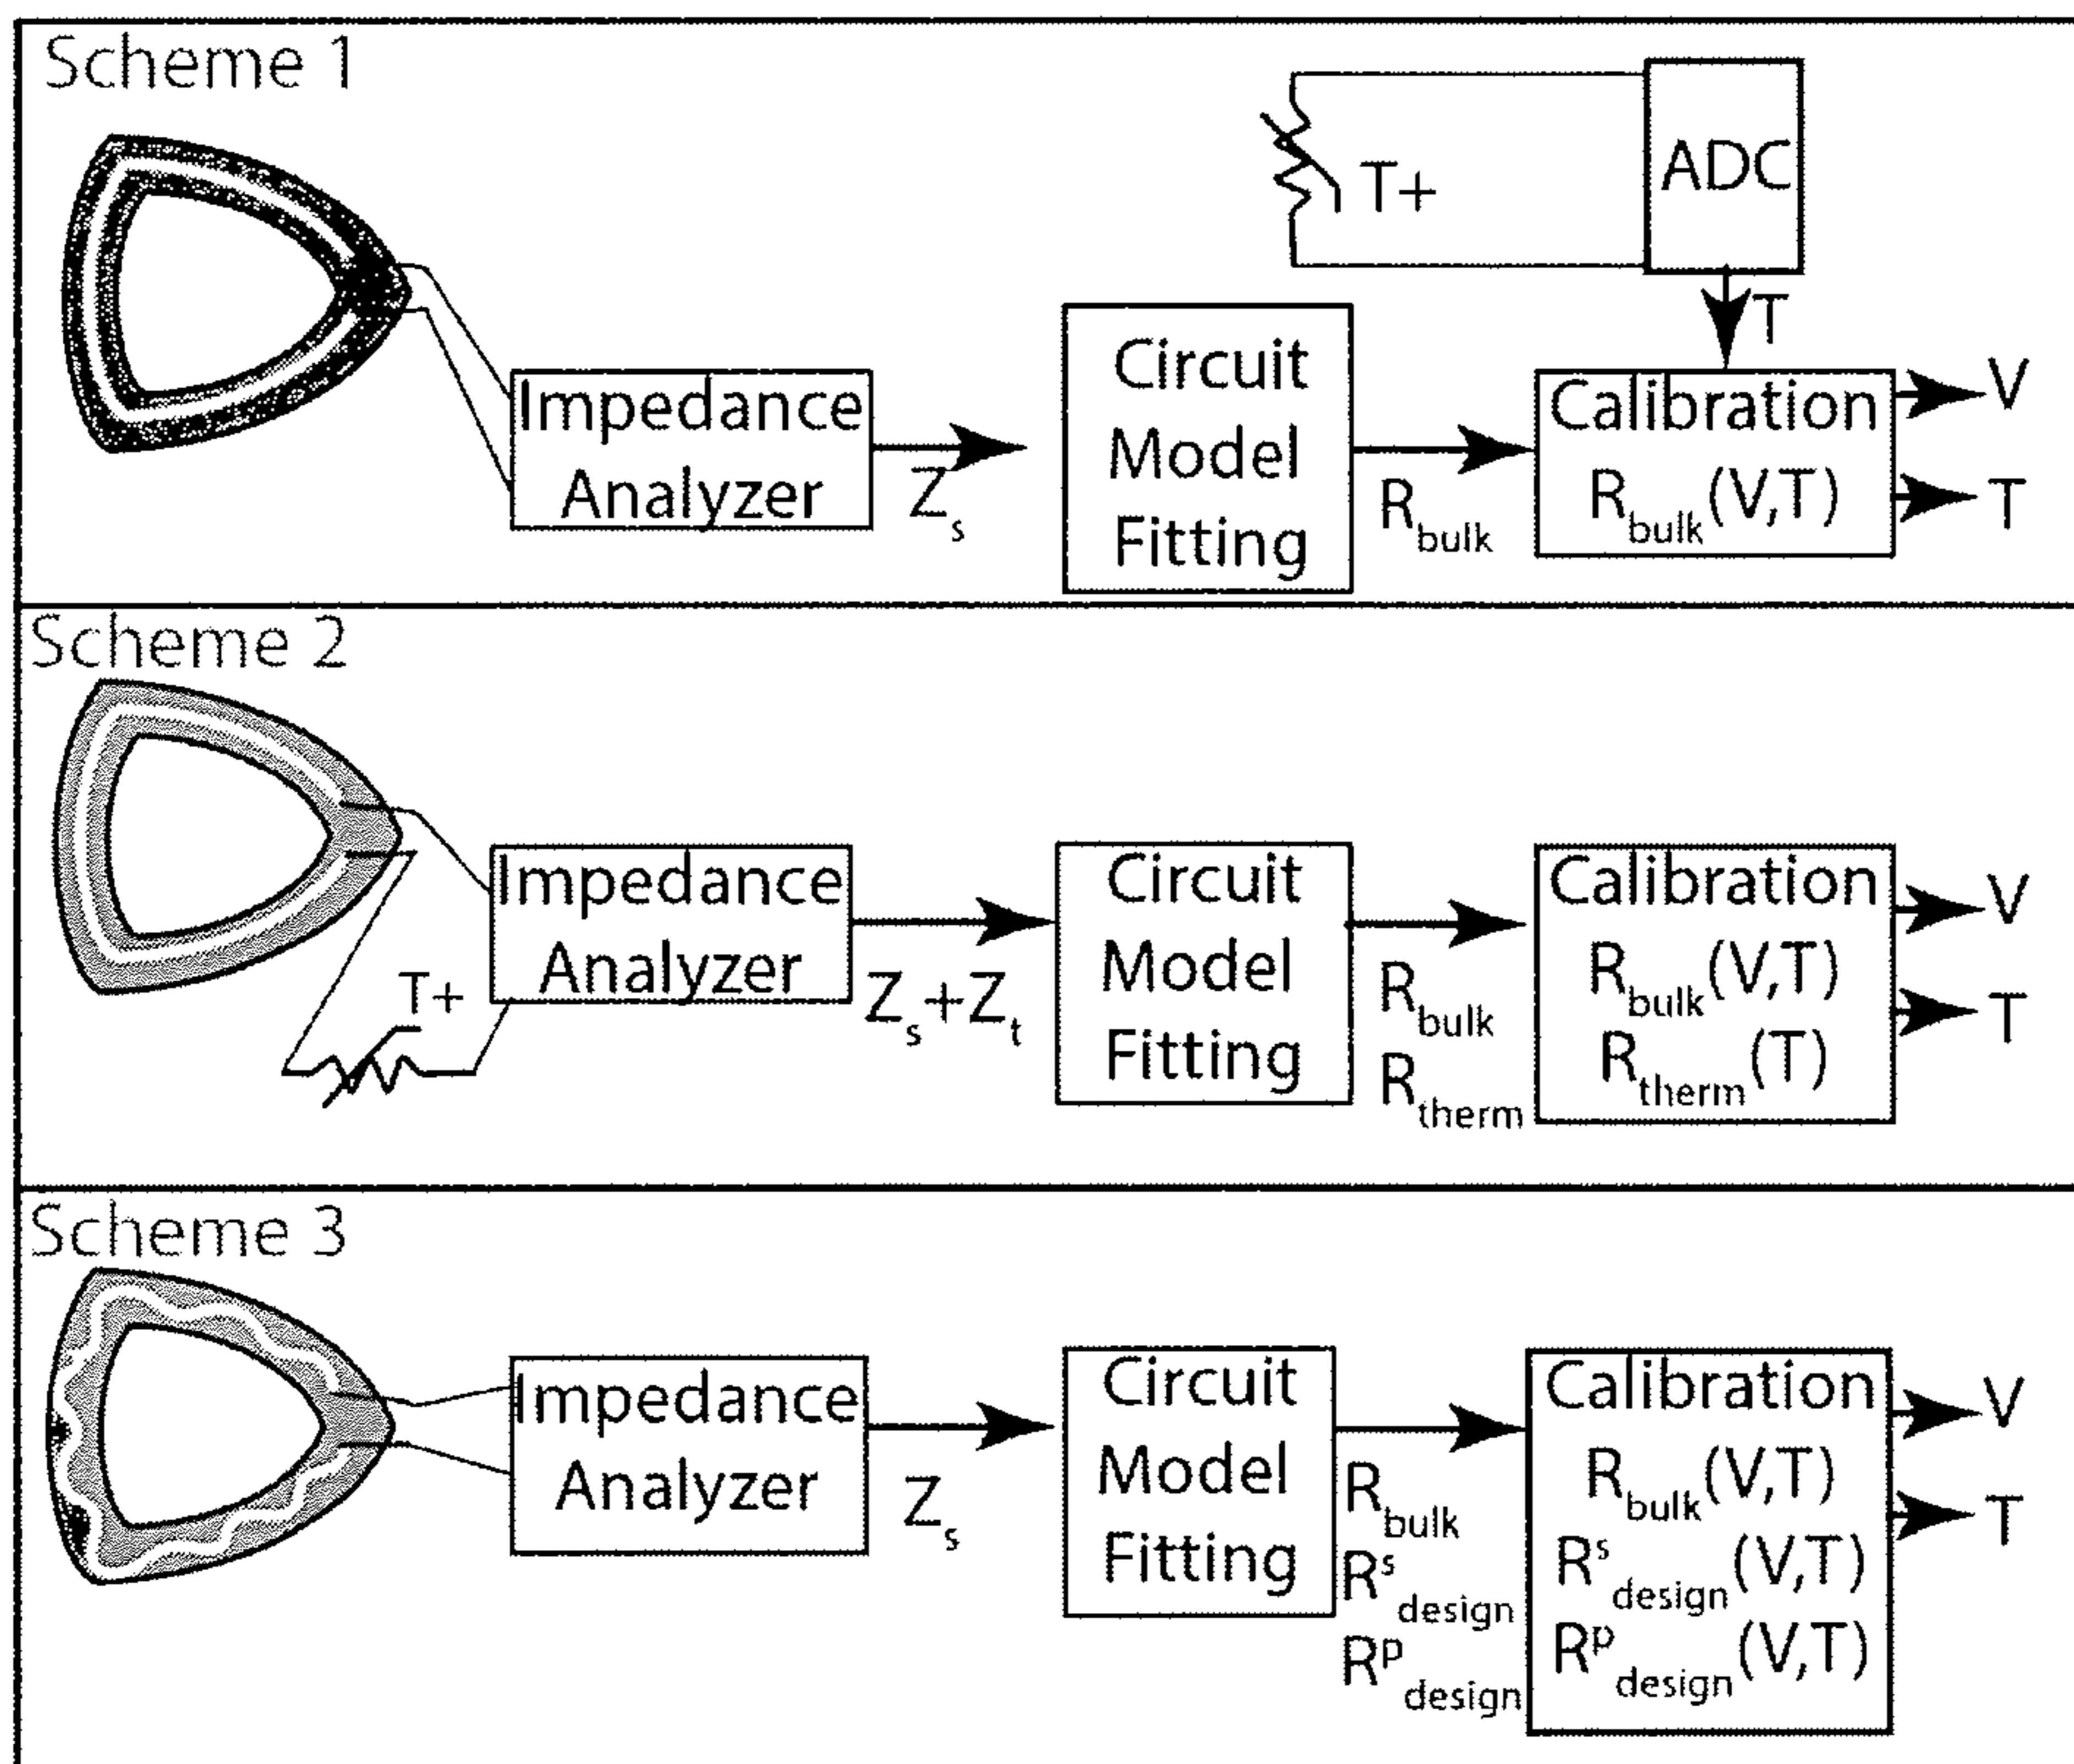 Scheme 1
T+
ADC
T
Impedance
Analyzer
Z_s
Circuit
Model
Fitting
R_bulk
Calibration
R_bulk(V,T)
V
T
Scheme 2
T+
Impedance
Analyzer
Z_s+Z_t
Circuit
Model
Fitting
R_bulk
R_therm
Calibration
R_bulk(V,T)
R_therm(T)
V
T
Scheme 3
Impedance
Analyzer
Z_s
Circuit
Model
Fitting
R_bulk
R^s_design
R^p_design
Calibration
R_bulk(V,T)
R^s_design(V,T)
R^p_design(V,T)
V
T